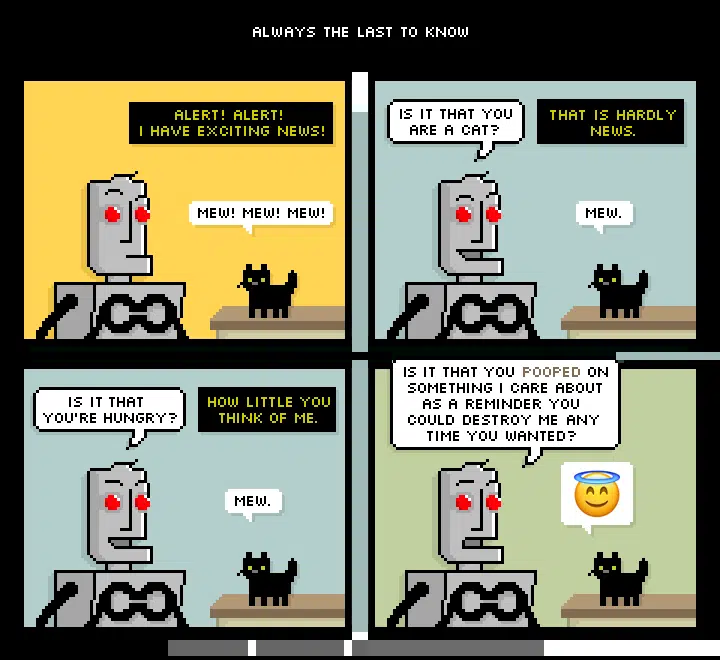 ALWAYS THE LAST TO KNOW
ALERT! ALERT!
I HAVE EXCITING NEWS!
MEW! MEW! MEW!
IS IT THAT YOU
ARE A CAT?
THAT IS HARDLY
NEWS.
MEW.
IS IT THAT
YOU'RE HUNGRY?
HOW LITTLE YOU
THINK OF ME.
MEW.
IS IT THAT YOU POOPED ON
SOMETHING I CARE ABOUT
AS A REMINDER YOU
COULD DESTROY ME ANY
TIME YOU WANTED?